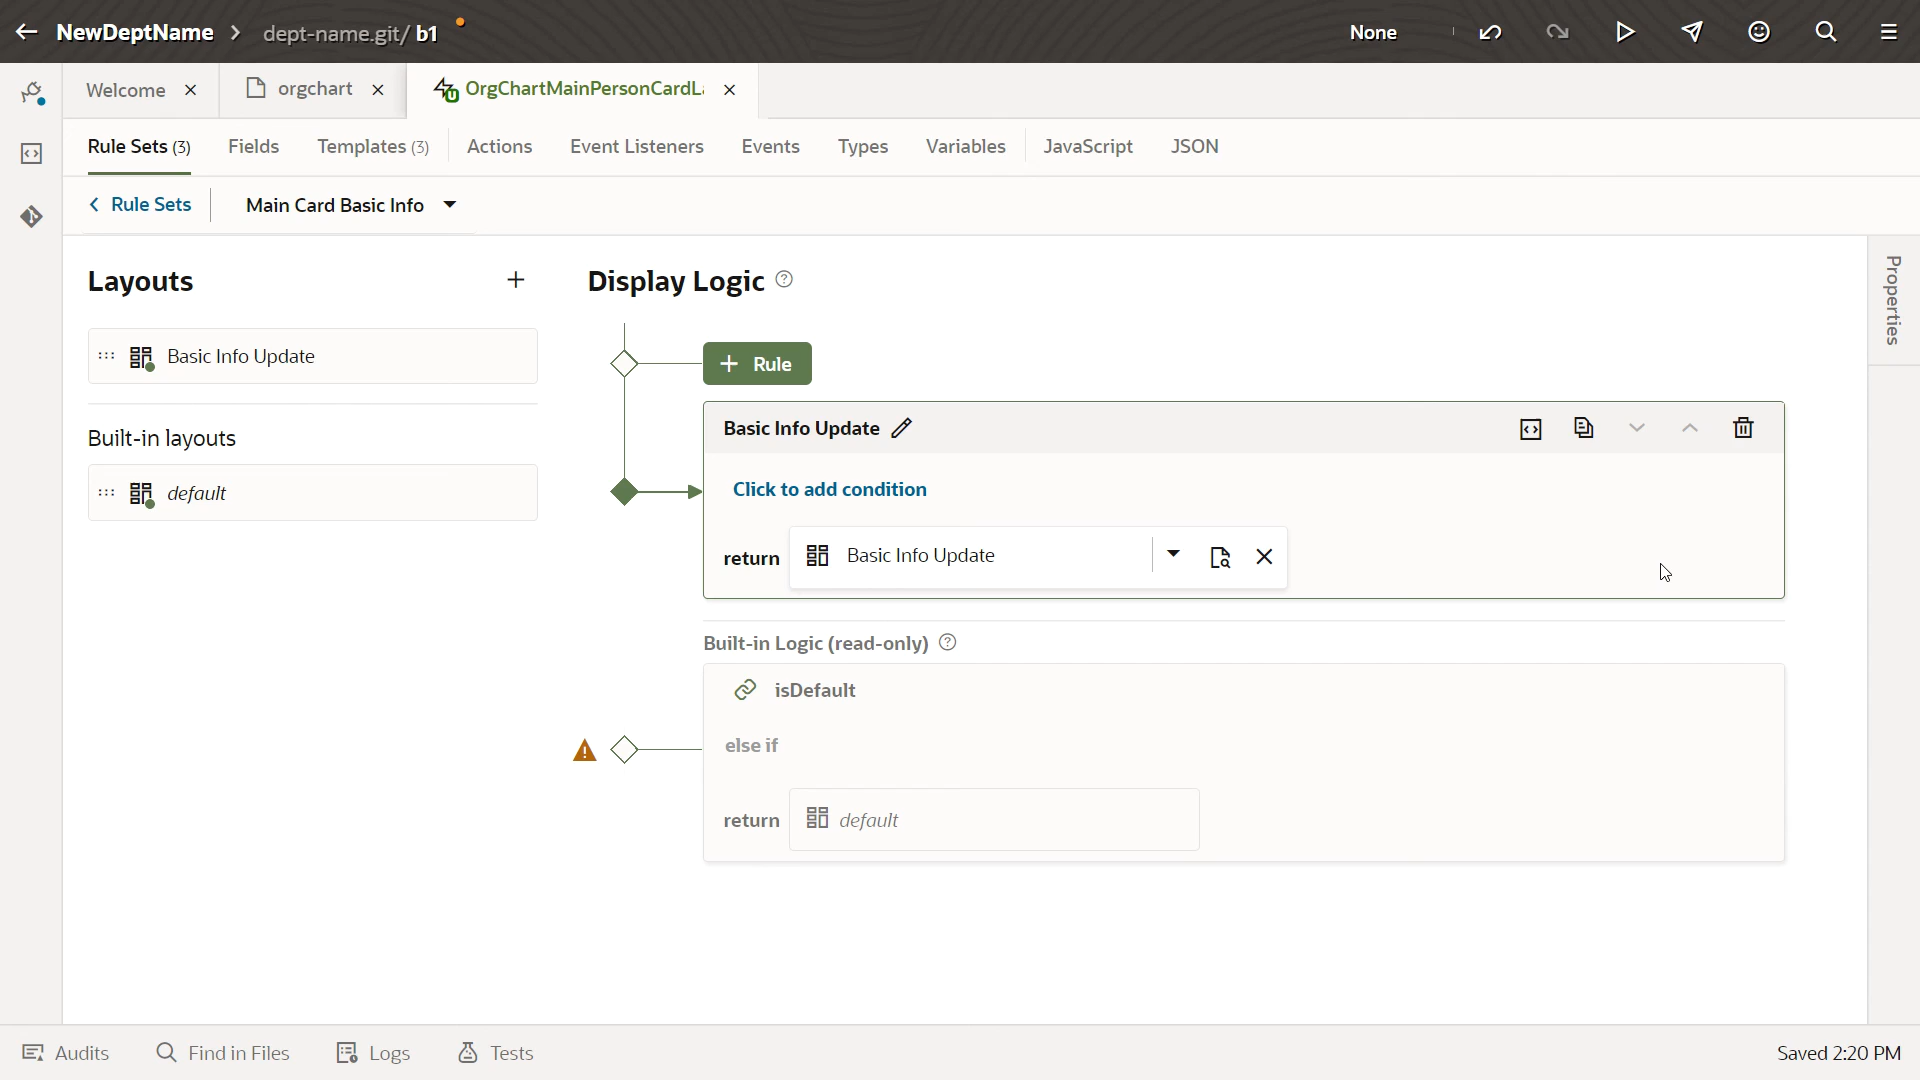 NewDeptName > dept-name.git/ b1
None
Welcome
orgchart
OrgChartMainPersonCardL
Rule Sets (3)
Fields
Templates (3)
Actions
Event Listeners
Events
Types
Variables
JavaScript
JSON
Rule Sets
Main Card Basic Info
Layouts
Display Logic
Properties
Basic Info Update
Rule
Built-in layouts
default
Basic Info Update
Click to add condition
return
Basic Info Update
Built-in Logic (read-only)
isDefault
else if
return
default
Audits
Find in Files
Logs
Tests
Saved 2:20 PM